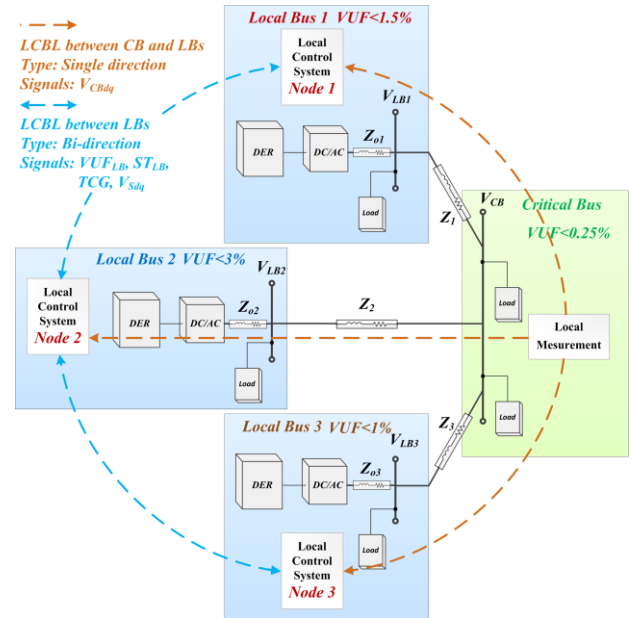 LCBL between CB and LBs
Type: Single direction
Signals: VCBdq
LCBL between LBs
Type: Bi-direction
Signals: VUFLB, STLB,
TCG, VSdq
Local Bus 1 VUF<1.5%
Local
Control
System
Node 1
VLB1
DER
DC/AC
Zo1
Load
Z1
Critical Bus
VUF<0.25%
VCB
Load
Local
Mesurement
Load
Local Bus 2 VUF<3%
VLB2
Local
Control
System
Node 2
DER
DC/AC
Zo2
Load
Z2
Local Bus 3 VUF<1%
VLB3
Z3
DER
DC/AC
Zo3
Load
Local
Control
System
Node 3